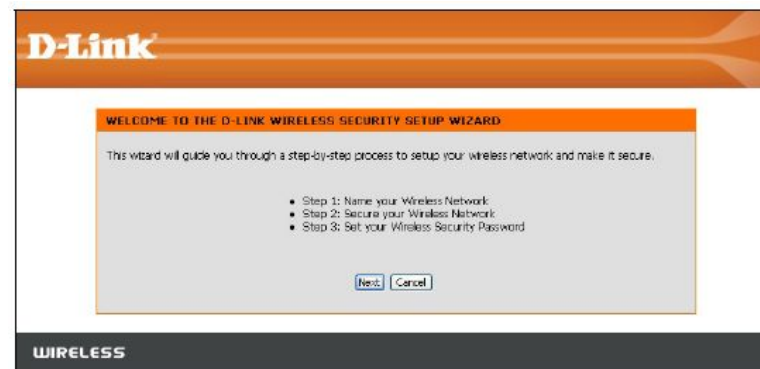 D-Link
WELCOME TO THE D-LINK WIRELESS SECURITY SETUP WIZARD
This wizard will guide you through a step-by-step process to setup your wireless network and make it secure.
• Step 1: Name your Wireless Network
• Step 2: Secure your Wireless Network
• Step 3: Set your Wireless Security Password
Next Cancel
WIRELESS